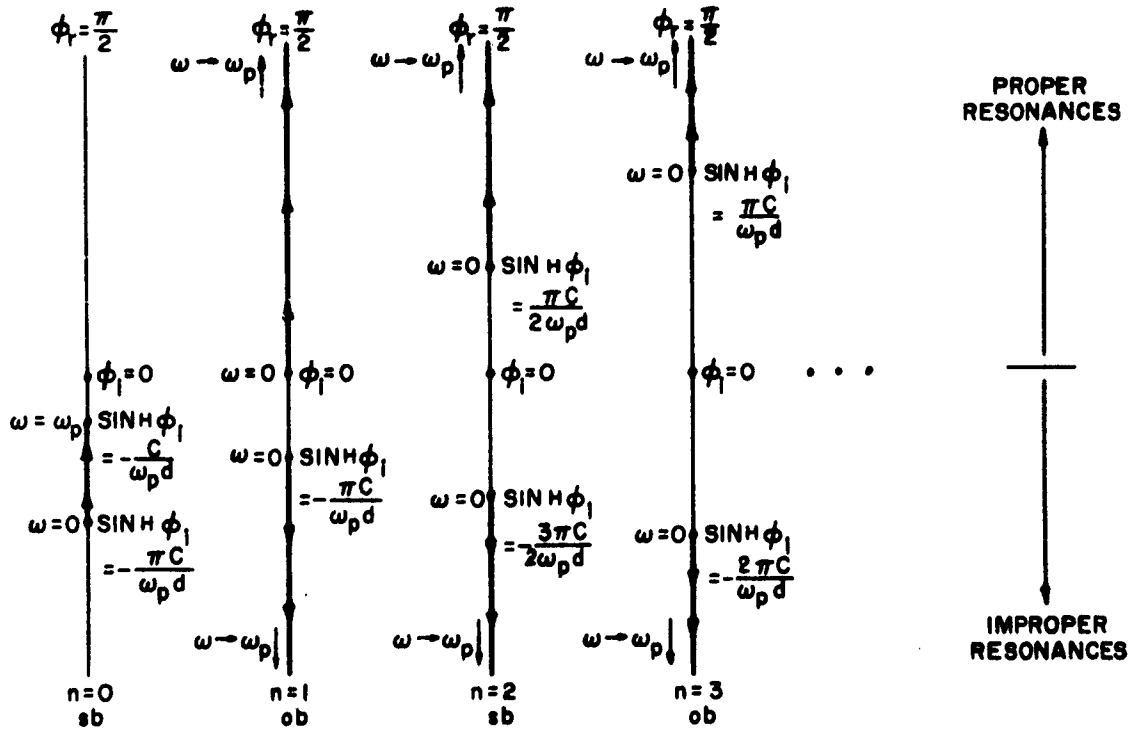 ϕr = π/2
ω → ωp
ϕi = 0
ω = ωp SINH ϕi = - C/ωp d
ω = 0 SINH ϕi = - πC/ωp d
n = 0
sb
ϕr = π/2
ω → ωp
ω = 0 ϕi = 0
ω = 0 SINH ϕi = - πC/ωp d
ω → ωp
n = 1
ob
ϕr = π/2
ω → ωp
ω = 0 SINH ϕi = πC/2ωp d
ϕi = 0
ω = 0 SINH ϕi = - 3πC/2ωp d
ω → ωp
n = 2
sb
ϕr = π/2
ω = 0 SINH ϕi = πC/ωp d
ϕi = 0
ω = 0 SINH ϕi = - 2πC/ωp d
ω → ωp
n = 3
ob
• • •
PROPER
RESONANCES
IMPROPER
RESONANCES